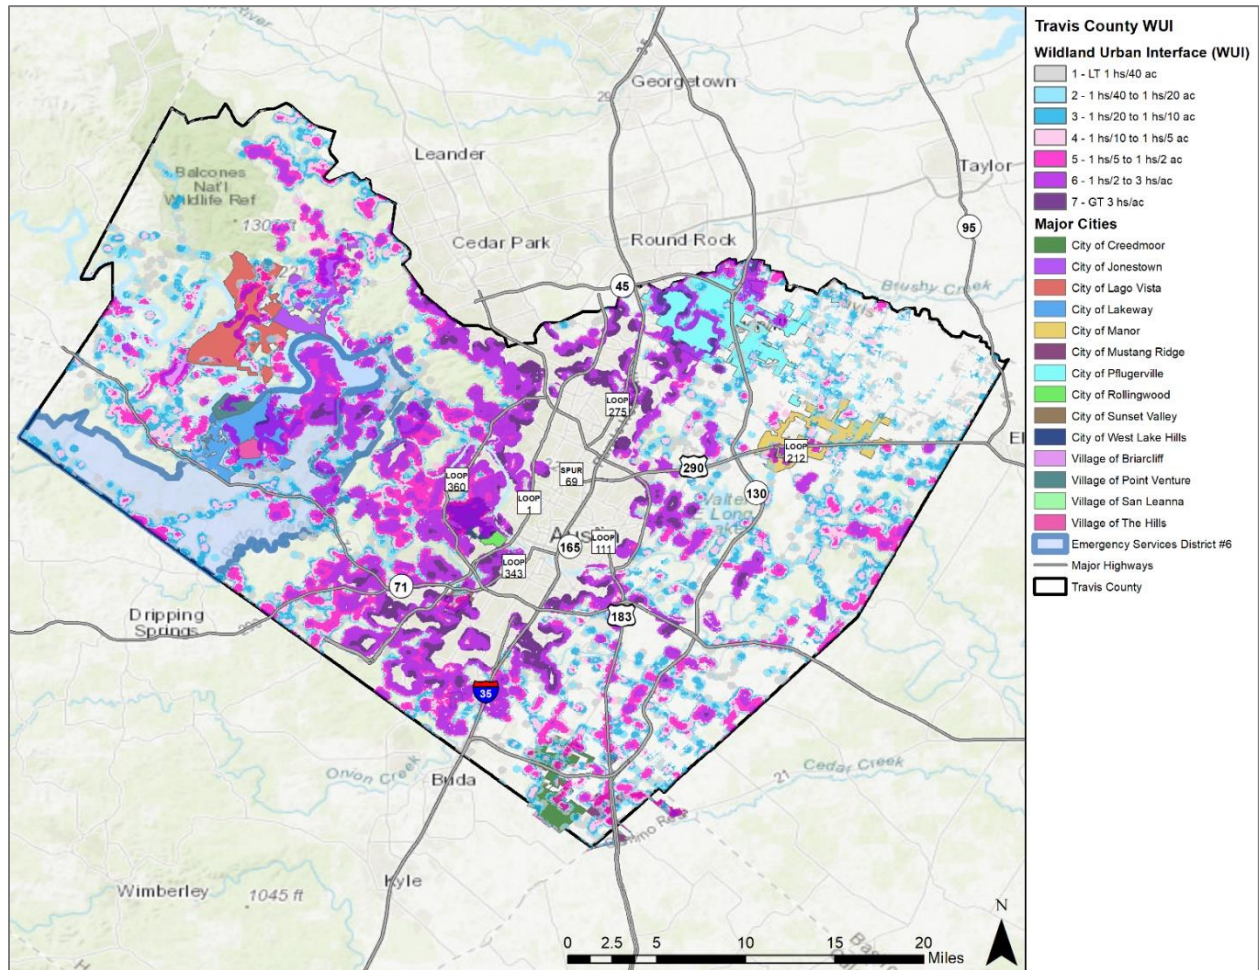 Georgetown
29
35
Leander
Taylor
Balcones
Nat'l
Wildlife Ref
1306 ft
95
Cedar Park
Round Rock
221
45
Brushy Creek
LOOP
275
LOOP
212
290
LOOP
360
SPUR
69
130
Walter
E Long
LOOP
1
Austin
165
LOOP
111
LOOP
343
71
183
Dripping
Springs
290
35
Onion Creek
Buda
Cedar Creek
21
Kyle
Wimberley
1045 ft
N
0 2.5 5 10 15 20
Miles
Travis County WUI
Wildland Urban Interface (WUI)
1 - LT 1 hs/40 ac
2 - 1 hs/40 to 1 hs/20 ac
3 - 1 hs/20 to 1 hs/10 ac
4 - 1 hs/10 to 1 hs/5 ac
5 - 1 hs/5 to 1 hs/2 ac
6 - 1 hs/2 to 3 hs/ac
7 - GT 3 hs/ac
Major Cities
City of Creedmoor
City of Jonestown
City of Lago Vista
City of Lakeway
City of Manor
City of Mustang Ridge
City of Pflugerville
City of Rollingwood
City of Sunset Valley
City of West Lake Hills
Village of Briarcliff
Village of Point Venture
Village of San Leanna
Village of The Hills
Emergency Services District #6
Major Highways
Travis County